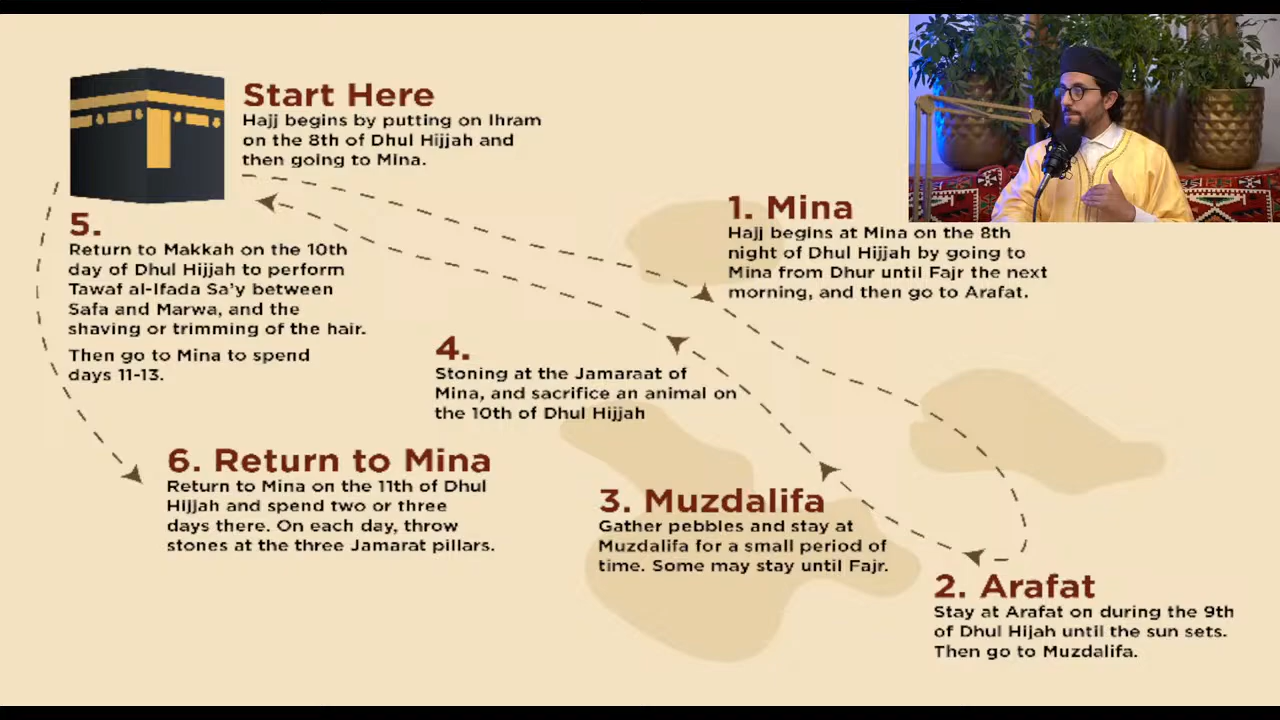 Start Here
Hajj begins by putting on Ihram
on the 8th of Dhul Hijjah and
then going to Mina.
1. Mina
Hajj begins at Mina on the 8th
night of Dhul Hijjah by going to
Mina from Dhur until Fajr the next
morning, and then go to Arafat.
2. Arafat
Stay at Arafat on during the 9th
of Dhul Hijah until the sun sets.
Then go to Muzdalifa.
3. Muzdalifa
Gather pebbles and stay at
Muzdalifa for a small period of
time. Some may stay until Fajr.
4.
Stoning at the Jamaraat of
Mina, and sacrifice an animal on
the 10th of Dhul Hijjah
5.
Return to Makkah on the 10th
day of Dhul Hijjah to perform
Tawaf al-Ifada Sa'y between
Safa and Marwa, and the
shaving or trimming of the hair.
Then go to Mina to spend
days 11-13.
6. Return to Mina
Return to Mina on the 11th of Dhul
Hijjah and spend two or three
days there. On each day, throw
stones at the three Jamarat pillars.